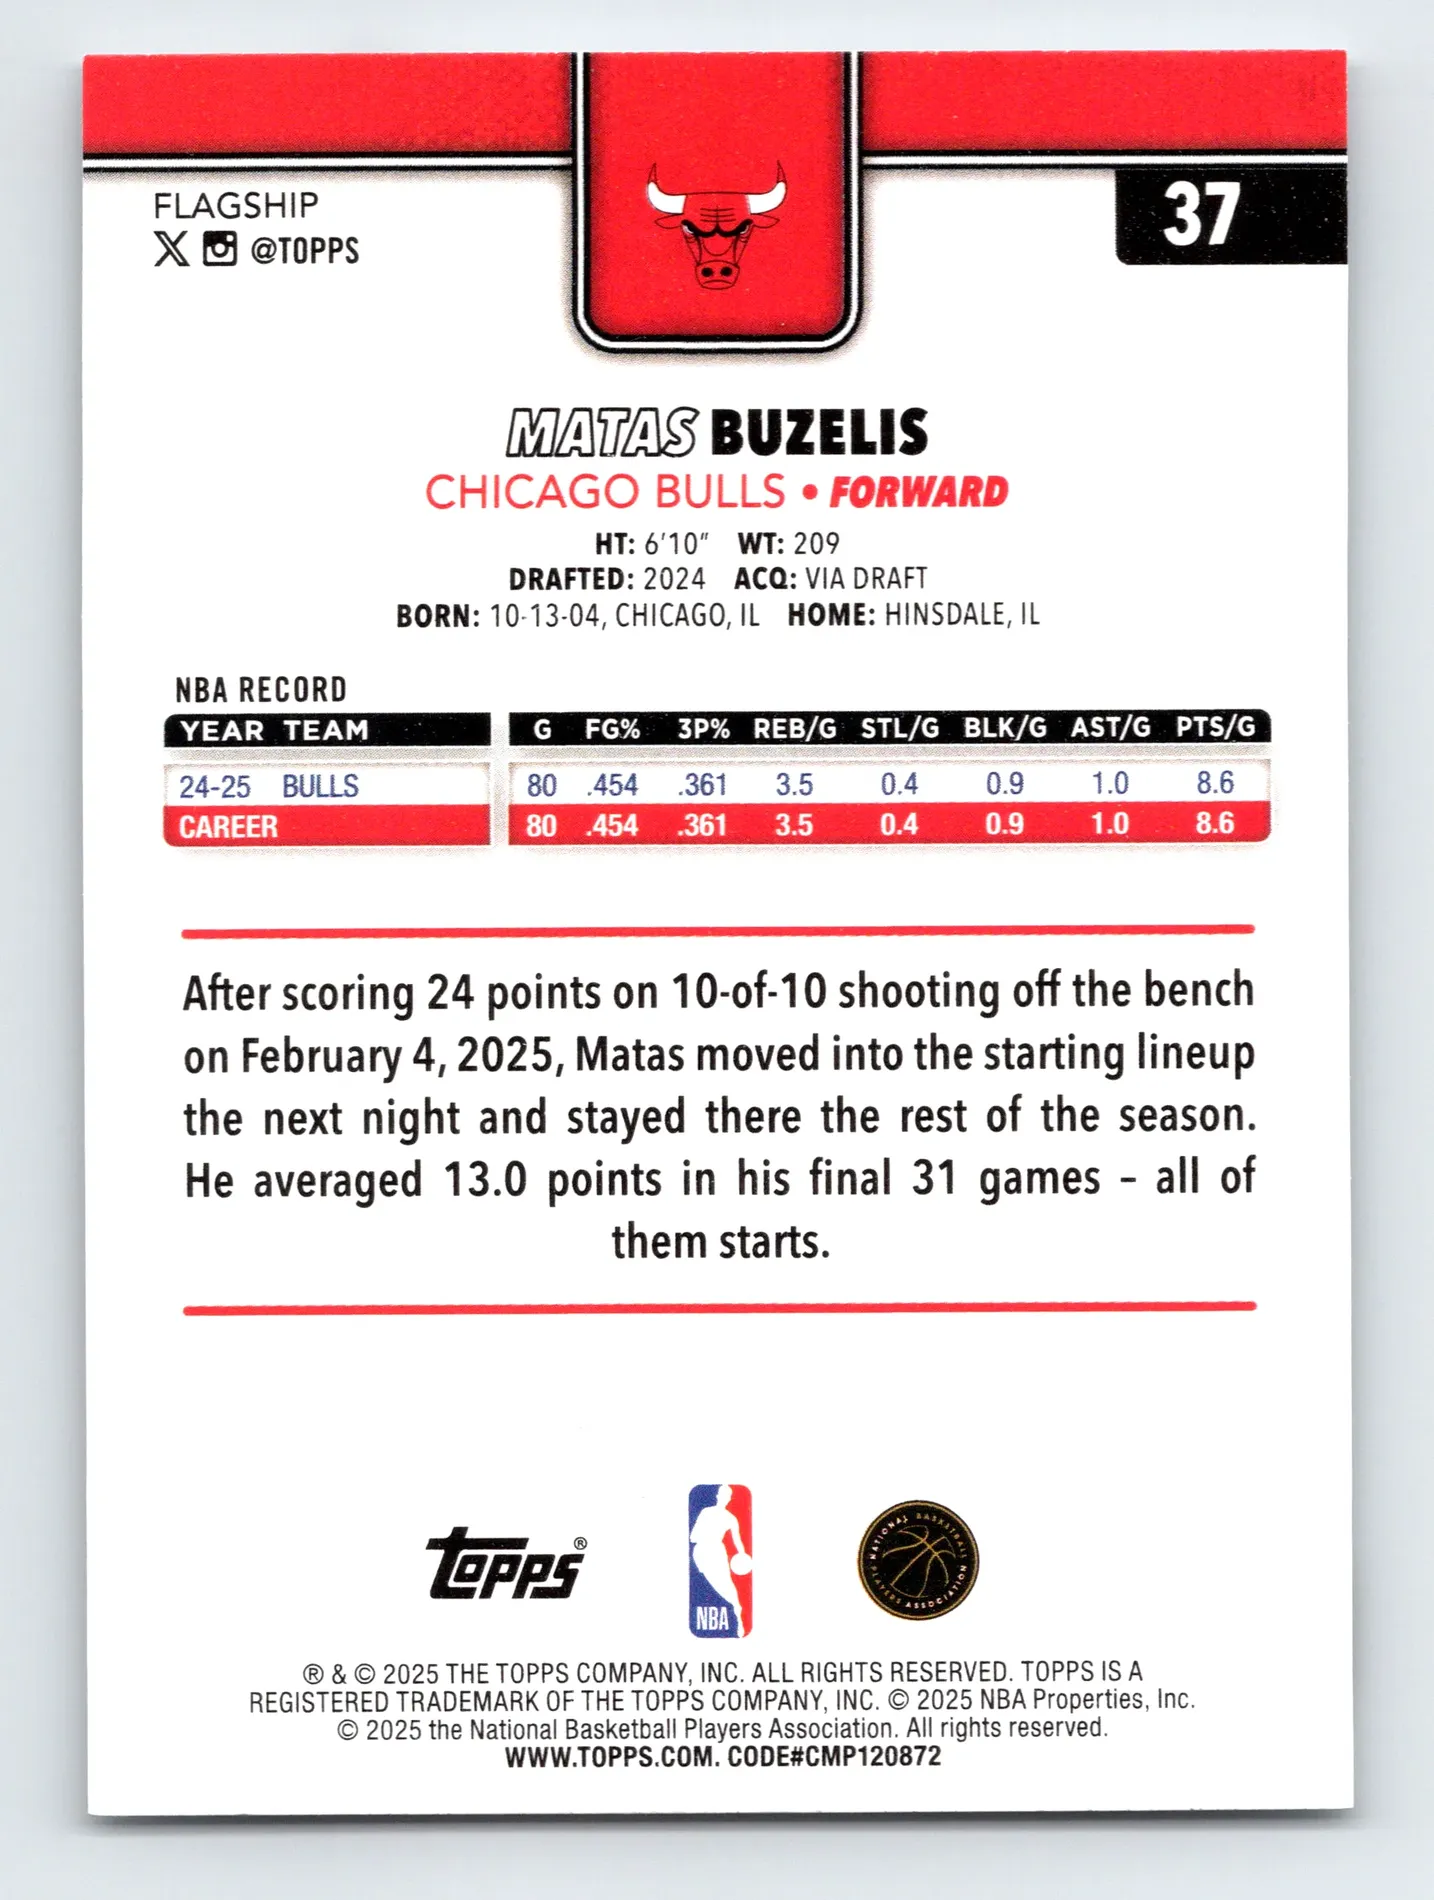 FLAGSHIP
37
X @TOPPS
MATAS BUZELIS
CHICAGO BULLS • FORWARD
HT: 6'10" WT: 209
DRAFTED: 2024 ACQ: VIA DRAFT
BORN: 10-13-04, CHICAGO, IL HOME: HINSDALE, IL
NBA RECORD
YEAR TEAM G FG% 3P% REB/G STL/G BLK/G AST/G PTS/G
24-25 BULLS 80 .454 .361 3.5 0.4 0.9 1.0 8.6
CAREER 80 .454 .361 3.5 0.4 0.9 1.0 8.6
After scoring 24 points on 10-of-10 shooting off the bench
on February 4, 2025, Matas moved into the starting lineup
the next night and stayed there the rest of the season.
He averaged 13.0 points in his final 31 games – all of
them starts.
topps®
NBA
NATIONAL BASKETBALL PLAYERS ASSOCIATION
® & © 2025 THE TOPPS COMPANY, INC. ALL RIGHTS RESERVED. TOPPS IS A
REGISTERED TRADEMARK OF THE TOPPS COMPANY, INC. © 2025 NBA Properties, Inc.
© 2025 the National Basketball Players Association. All rights reserved.
WWW.TOPPS.COM. CODE#CMP120872